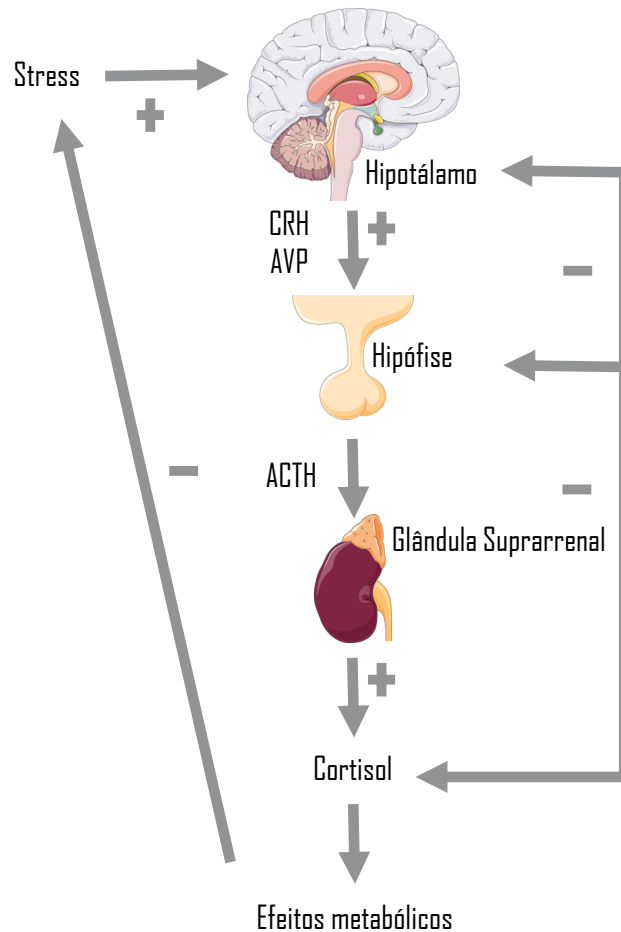 Stress
+
Hipotálamo
CRH
AVP
+
–
Hipófise
–
ACTH
–
Glândula Suprarrenal
+
Cortisol
Efeitos metabólicos